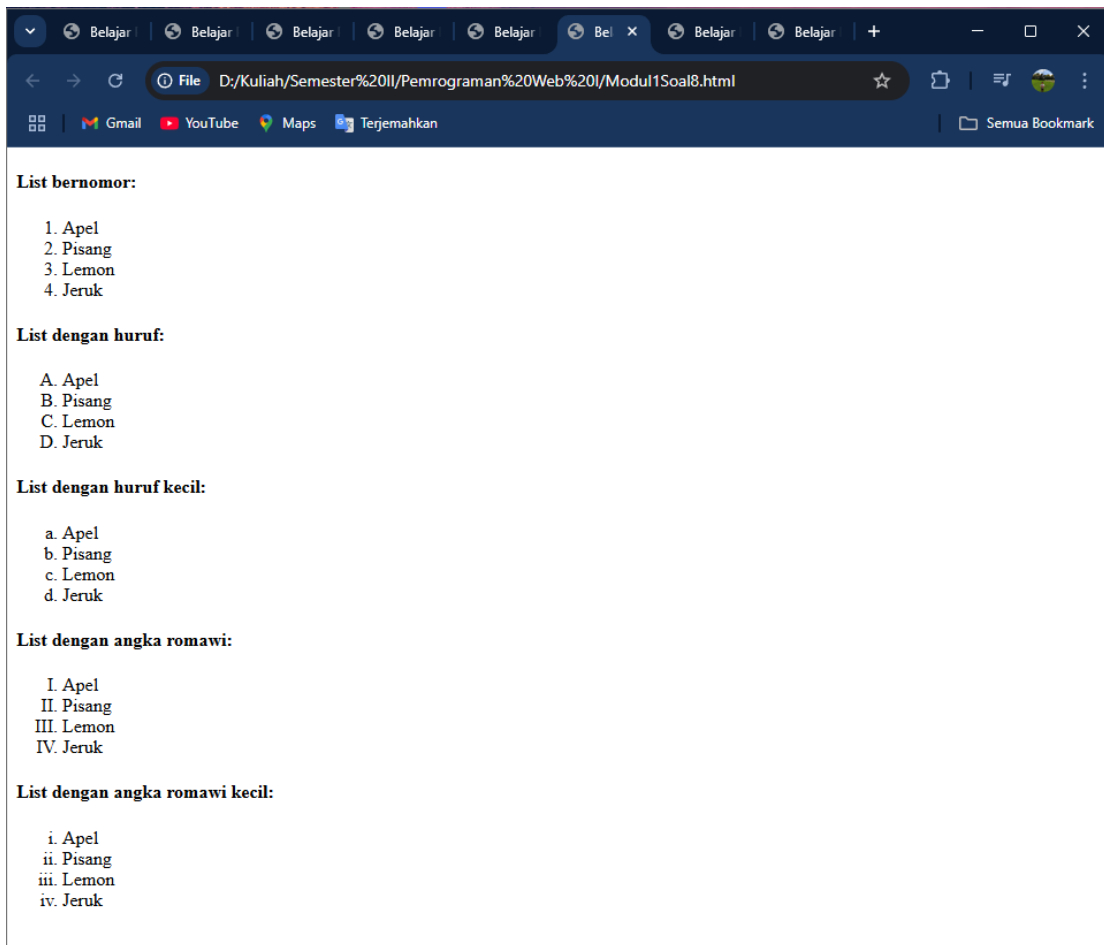 Belajar Belajar Belajar Belajar Belajar Bel Belajar Belajar
File D:/Kuliah/Semester%20II/Pemrograman%20Web%20I/Modul1Soal8.html
Gmail YouTube Maps Terjemahkan Semua Bookmark
List bernomor:
1. Apel
2. Pisang
3. Lemon
4. Jeruk
List dengan huruf:
A. Apel
B. Pisang
C. Lemon
D. Jeruk
List dengan huruf kecil:
a. Apel
b. Pisang
c. Lemon
d. Jeruk
List dengan angka romawi:
I. Apel
II. Pisang
III. Lemon
IV. Jeruk
List dengan angka romawi kecil:
i. Apel
ii. Pisang
iii. Lemon
iv. Jeruk